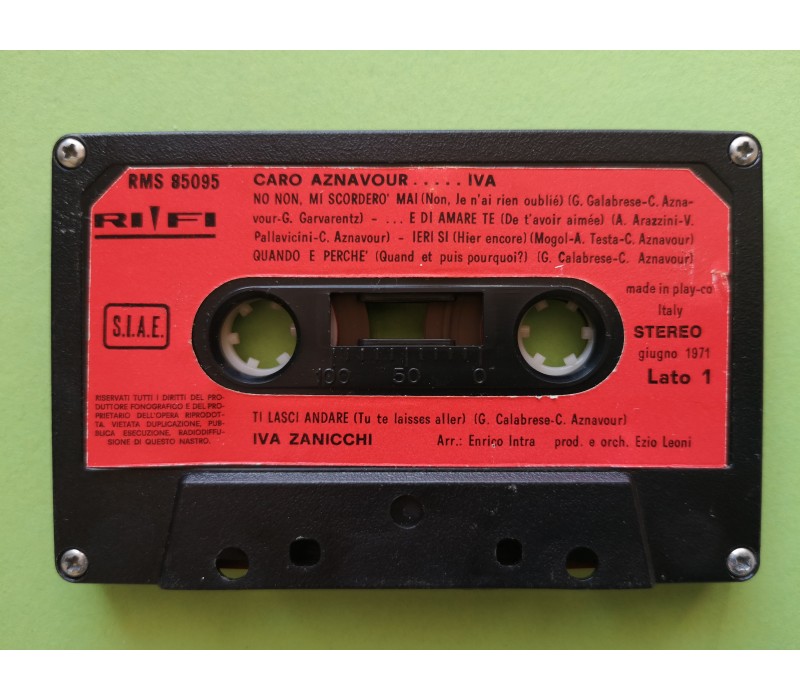 RMS 85095
CARO AZNAVOUR ..... IVA
NO NON, MI SCORDERO' MAI (Non, Je n'ai rien oublié) (G. Galabrese-C. Azna-
vour-G. Garvarentz) - ... E DI AMARE TE (De t'avoir aimée) (A. Arazzini-V.
Pallavicini-C. Aznavour) - IERI SI (Hier encore) (Mogol-A. Testa-C. Aznavour)
QUANDO E PERCHE' (Quand et puis pourquoi?) (G. Calabrese-C. Aznavour)
RI-FI
S.I.A.E.
made in play-co
Italy
STEREO
giugno 1971
Lato 1
100 50 0
RISERVATI TUTTI I DIRITTI DEL PRO-
DUTTORE FONOGRAFICO E DEL PRO-
PRIETARIO DELL'OPERA RIPRODOT-
TA. VIETATA DUPLICAZIONE, PUB-
BLICA ESECUZIONE, RADIODIFFU-
SIONE DI QUESTO NASTRO.
TI LASCI ANDARE (Tu te laisses aller) (G. Calabrese-C. Aznavour)
IVA ZANICCHI Arr.: Enrico Intra prod. e orch. Ezio Leoni